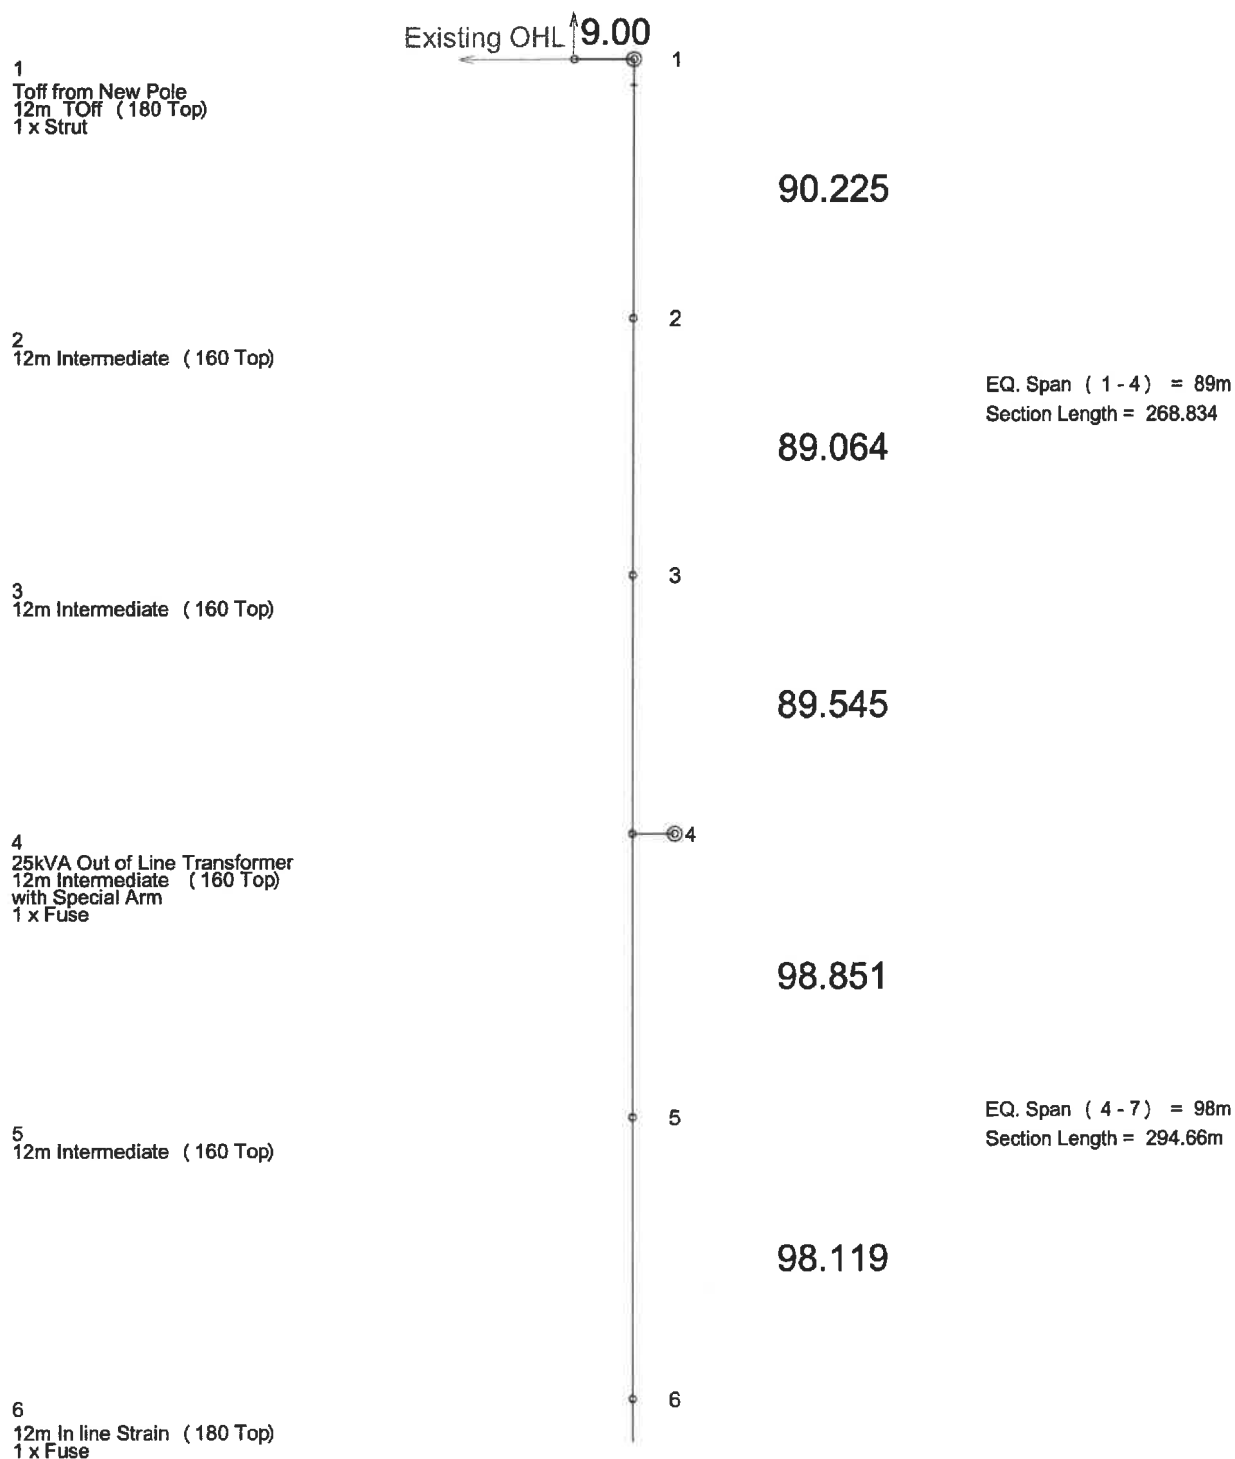 Existing OHL 9.00
1
1
Toff from New Pole
12m TOff ( 180 Top)
1 x Strut
90.225
2
2
12m Intermediate ( 160 Top)
EQ. Span ( 1 - 4 ) = 89m
Section Length = 268.834
89.064
3
3
12m Intermediate ( 160 Top)
89.545
4
4
25kVA Out of Line Transformer
12m Intermediate ( 160 Top)
with Special Arm
1 x Fuse
98.851
5
EQ. Span ( 4 - 7 ) = 98m
Section Length = 294.66m
5
12m Intermediate ( 160 Top)
98.119
6
6
12m In line Strain ( 180 Top)
1 x Fuse